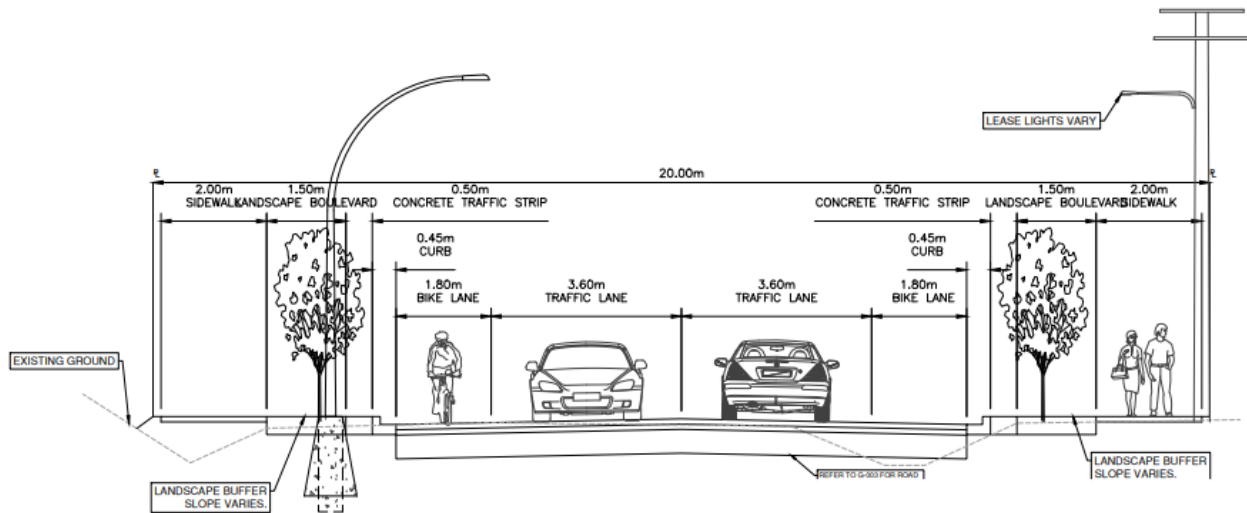 LEASE LIGHTS VARY
20.00m
2.00m
SIDEWALK
1.50m
LANDSCAPE BOULEVARD
0.50m
CONCRETE TRAFFIC STRIP
0.50m
CONCRETE TRAFFIC STRIP
1.50m
LANDSCAPE BOULEVARD
2.00m
SIDEWALK
0.45m
CURB
0.45m
CURB
1.80m
BIKE LANE
3.60m
TRAFFIC LANE
3.60m
TRAFFIC LANE
1.80m
BIKE LANE
EXISTING GROUND
LANDSCAPE BUFFER
SLOPE VARIES.
REFER TO G-003 FOR ROAD
LANDSCAPE BUFFER
SLOPE VARIES.